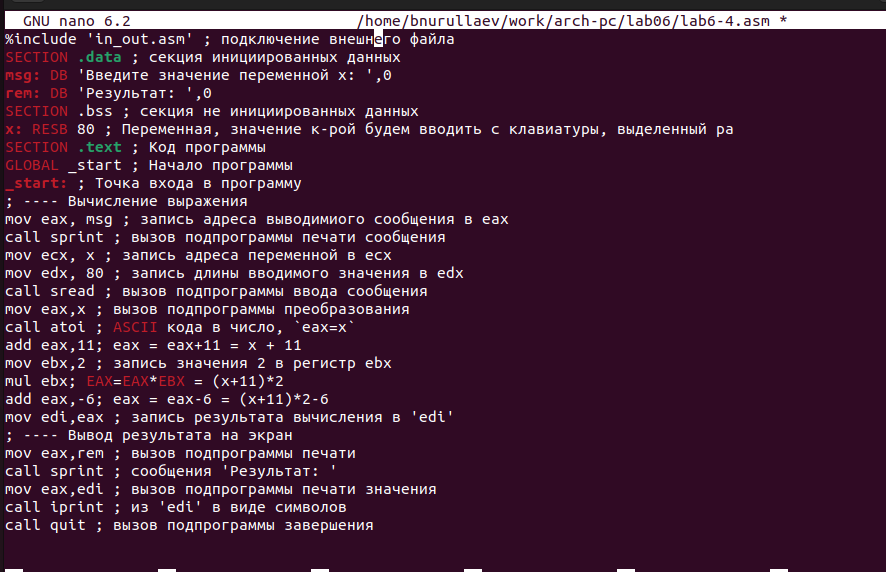 GNU nano 6.2 /home/bnurullaev/work/arch-pc/lab06/lab6-4.asm *
%include 'in_out.asm' ; подключение внешнего файла
SECTION .data ; секция инициированных данных
msg: DB 'Введите значение переменной x: ',0
rem: DB 'Результат: ',0
SECTION .bss ; секция не инициированных данных
x: RESB 80 ; Переменная, значение к-рой будем вводить с клавиатуры, выделенный ра
SECTION .text ; Код программы
GLOBAL _start ; Начало программы
_start: ; Точка входа в программу
; ---- Вычисление выражения
mov eax, msg ; запись адреса выводимиого сообщения в eax
call sprint ; вызов подпрограммы печати сообщения
mov ecx, x ; запись адреса переменной в ecx
mov edx, 80 ; запись длины вводимого значения в edx
call sread ; вызов подпрограммы ввода сообщения
mov eax,x ; вызов подпрограммы преобразования
call atoi ; ASCII кода в число, `eax=x`
add eax,11; eax = eax+11 = x + 11
mov ebx,2 ; запись значения 2 в регистр ebx
mul ebx; EAX=EAX*EBX = (x+11)*2
add eax,-6; eax = eax-6 = (x+11)*2-6
mov edi,eax ; запись результата вычисления в 'edi'
; ---- Вывод результата на экран
mov eax,rem ; вызов подпрограммы печати
call sprint ; сообщения 'Результат: '
mov eax,edi ; вызов подпрограммы печати значения
call iprint ; из 'edi' в виде символов
call quit ; вызов подпрограммы завершения